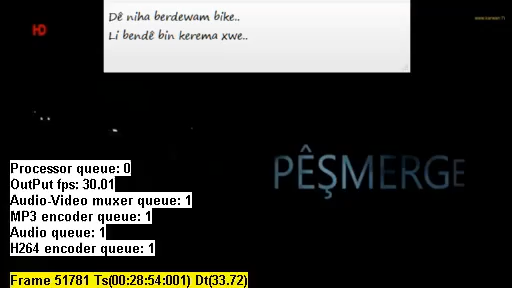 Dê niha berdewam bike..
Li bendê bin kerema xwe..
HD
PÊŞMERGE
Processor queue: 0
OutPut fps: 30.01
Audio-Video muxer queue: 1
MP3 encoder queue: 1
Audio queue: 1
H264 encoder queue: 1
Frame 51781 Ts(00:28:54:001) Dt(33.72)